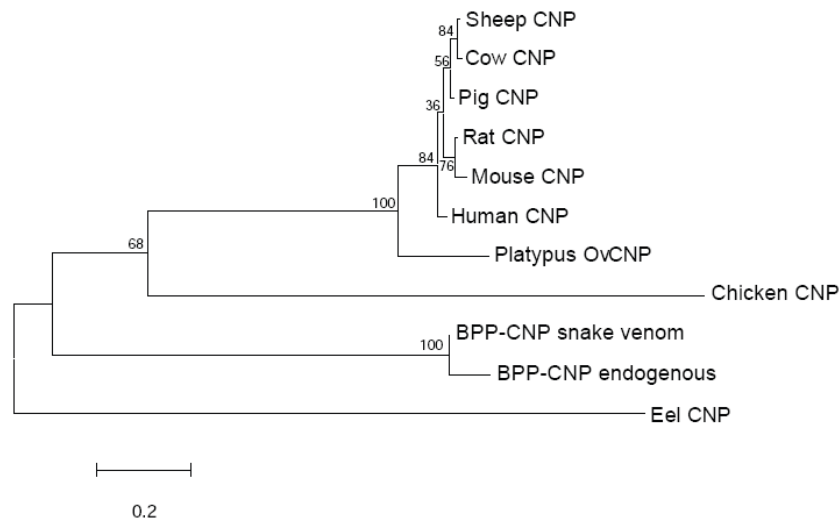 Sheep CNP
84
Cow CNP
56
Pig CNP
36
Rat CNP
84
76
Mouse CNP
Human CNP
100
Platypus OvCNP
68
Chicken CNP
BPP-CNP snake venom
100
BPP-CNP endogenous
Eel CNP
0.2